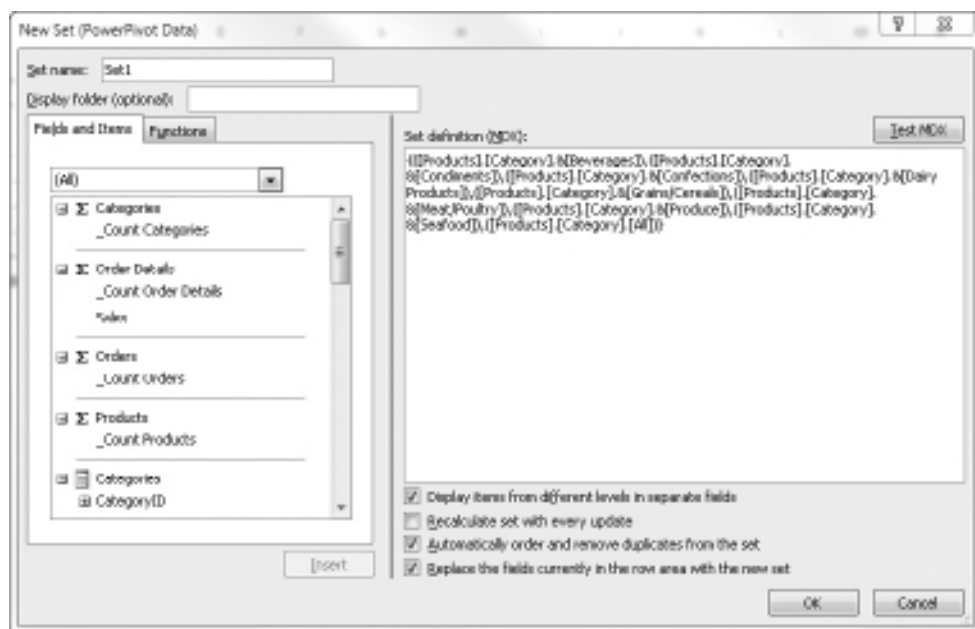 New Set (PowerPivot Data)
Set name: Set1
Display folder (optional):
Fields and Items
Functions
(All)
Σ Categories
_Count Categories
Σ Order Details
_Count Order Details
Sales
Σ Orders
_Count Orders
Σ Products
_Count Products
Categories
CategoryID
Insert
Set definition (MDX):
Test MDX
{([Products].[Category].&[Beverages]),([Products].[Category].
&[Condiments]),([Products].[Category].&[Confections]),([Products].[Category].&[Dairy
Products]),([Products].[Category].&[Grains/Cereals]),([Products].[Category].
&[Meat/Poultry]),([Products].[Category].&[Produce]),([Products].[Category].
&[Seafood]),([Products].[Category].[All])}
Display items from different levels in separate fields
Recalculate set with every update
Automatically order and remove duplicates from the set
Replace the fields currently in the row area with the new set
OK
Cancel